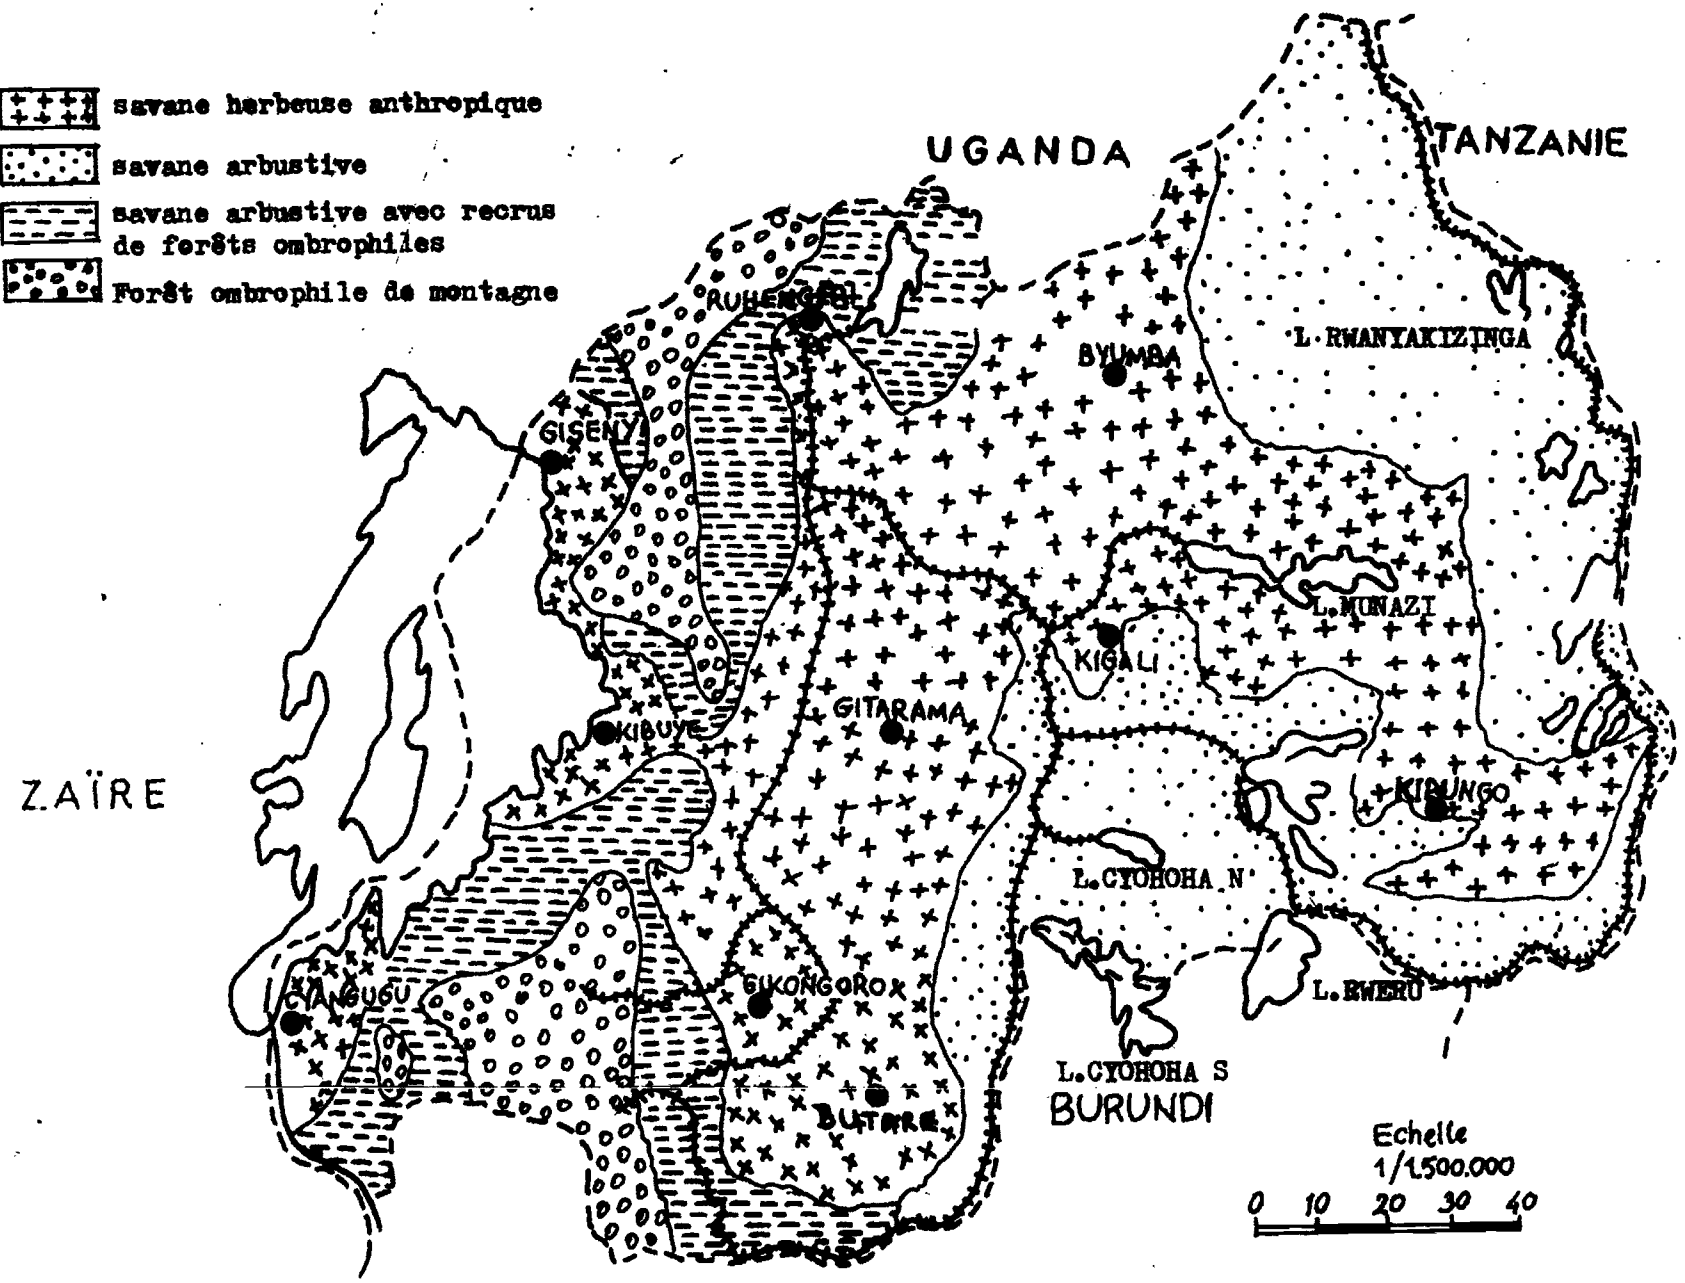 savane herbeuse anthropique
savane arbustive
savane arbustive avec recrus
de forêts ombrophiles
Forêt ombrophile de montagne
UGANDA
TANZANIE
RUHENGERI
L.RWANYAKIZINGA
BYUMBA
GISENYI
L.MUNAZI
KIGALI
GITARAMA
KIBUYE
ZAÏRE
KIBUNGO
L.CYOHOHA N
GIKONGORO
CYANGUGU
L.RWERU
L.CYOHOHA S
BURUNDI
BUTARE
Echelle
1/1.500.000
0 10 20 30 40